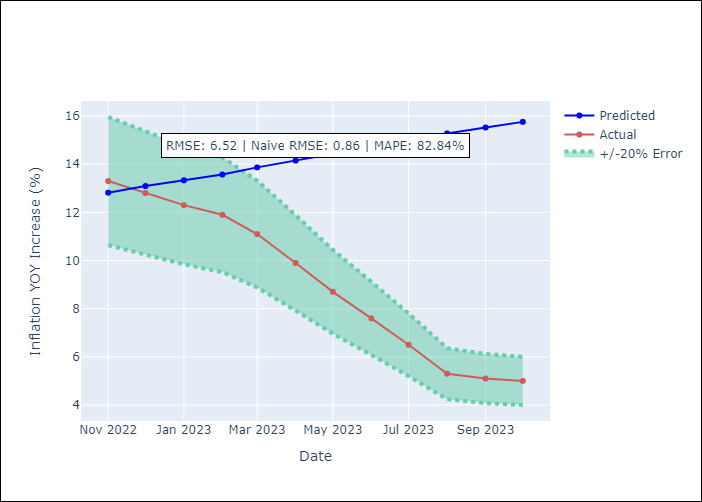 RMSE: 6.52 | Naive RMSE: 0.86 | MAPE: 82.84%
Predicted
Actual
+/-20% Error
Inflation YOY Increase (%)
16
14
12
10
8
6
4
Nov 2022
Jan 2023
Mar 2023
May 2023
Jul 2023
Sep 2023
Date